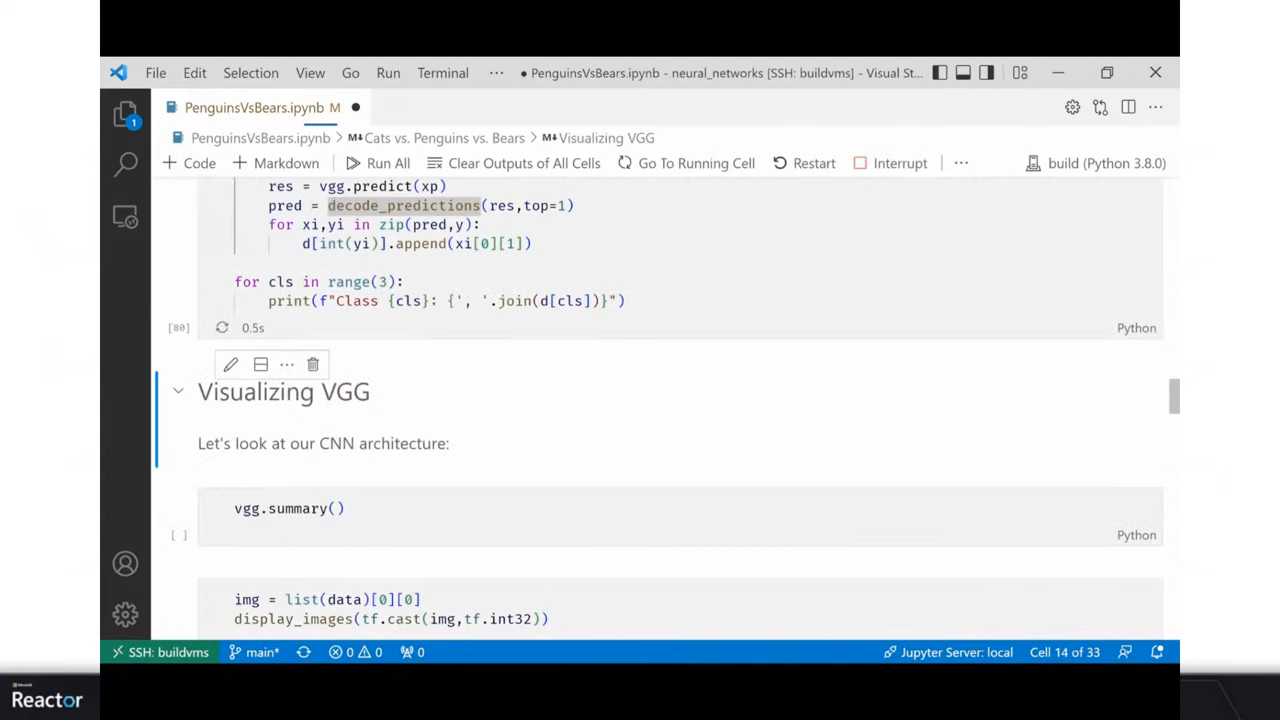 File Edit Selection View Go Run Terminal ··· ● PenguinsVsBears.ipynb - neural_networks [SSH: buildvms] - Visual St...
PenguinsVsBears.ipynb M ●
1
PenguinsVsBears.ipynb > M↓ Cats vs. Penguins vs. Bears > M↓ Visualizing VGG
+ Code + Markdown Run All Clear Outputs of All Cells Go To Running Cell Restart Interrupt ··· build (Python 3.8.0)
res = vgg.predict(xp)
pred = decode_predictions(res,top=1)
for xi,yi in zip(pred,y):
d[int(yi)].append(xi[0][1])
for cls in range(3):
print(f"Class {cls}: {', '.join(d[cls])}")
[80] 0.5s Python
Visualizing VGG
Let's look at our CNN architecture:
vgg.summary()
[ ] Python
img = list(data)[0][0]
display_images(tf.cast(img,tf.int32))
SSH: buildvms main* 0 0 0 Jupyter Server: local Cell 14 of 33
Microsoft
Reactor